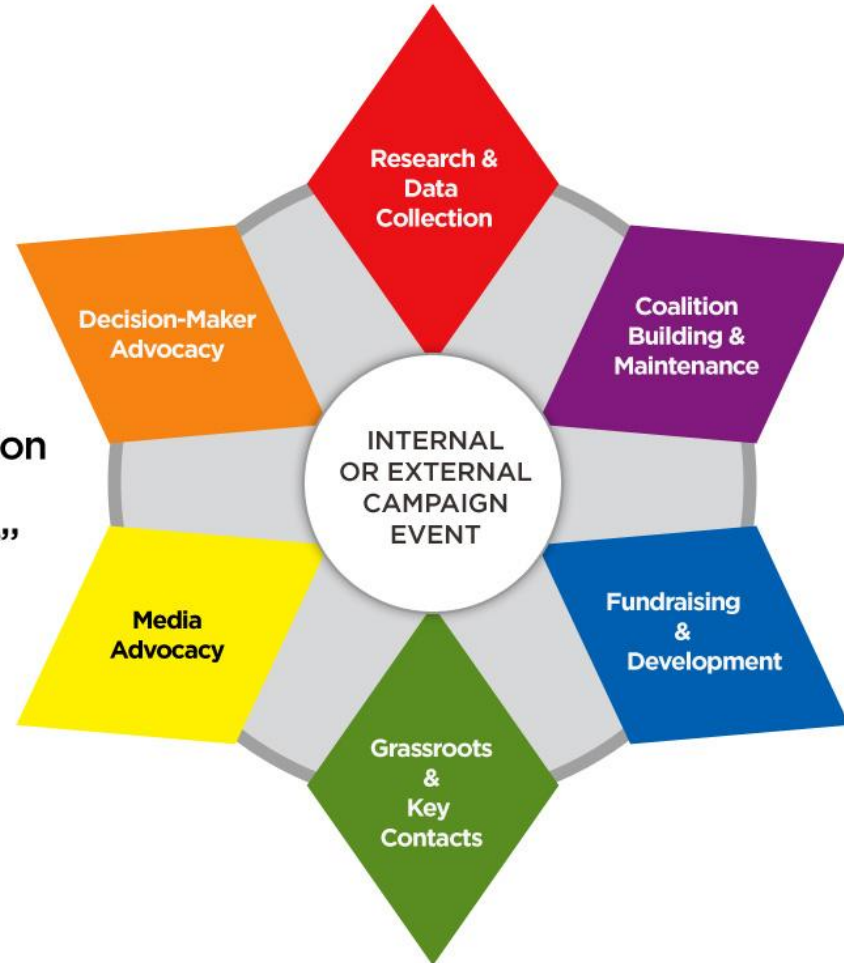 Research &
Data
Collection
Coalition
Building &
Maintenance
Decision-Maker
Advocacy
INTERNAL
OR EXTERNAL
CAMPAIGN
EVENT
Media
Advocacy
Fundraising
&
Development
Grassroots
&
Key
Contacts